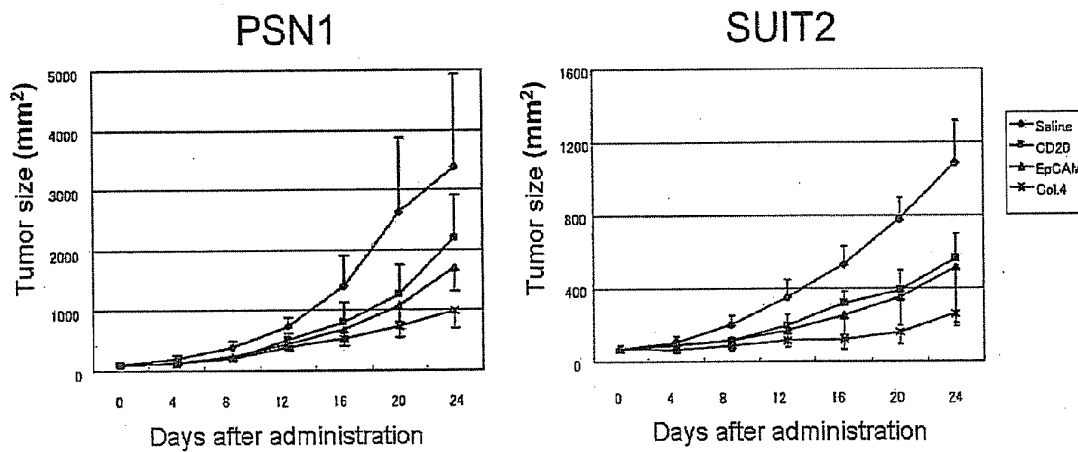 PSN1
Tumor size (mm²)
5000
4000
3000
2000
1000
0
0 4 8 12 16 20 24
Days after administration
SUIT2
Tumor size (mm²)
1600
1200
800
400
0
0 4 8 12 16 20 24
Days after administration
Saline
CD20
EpCAM
Col.4